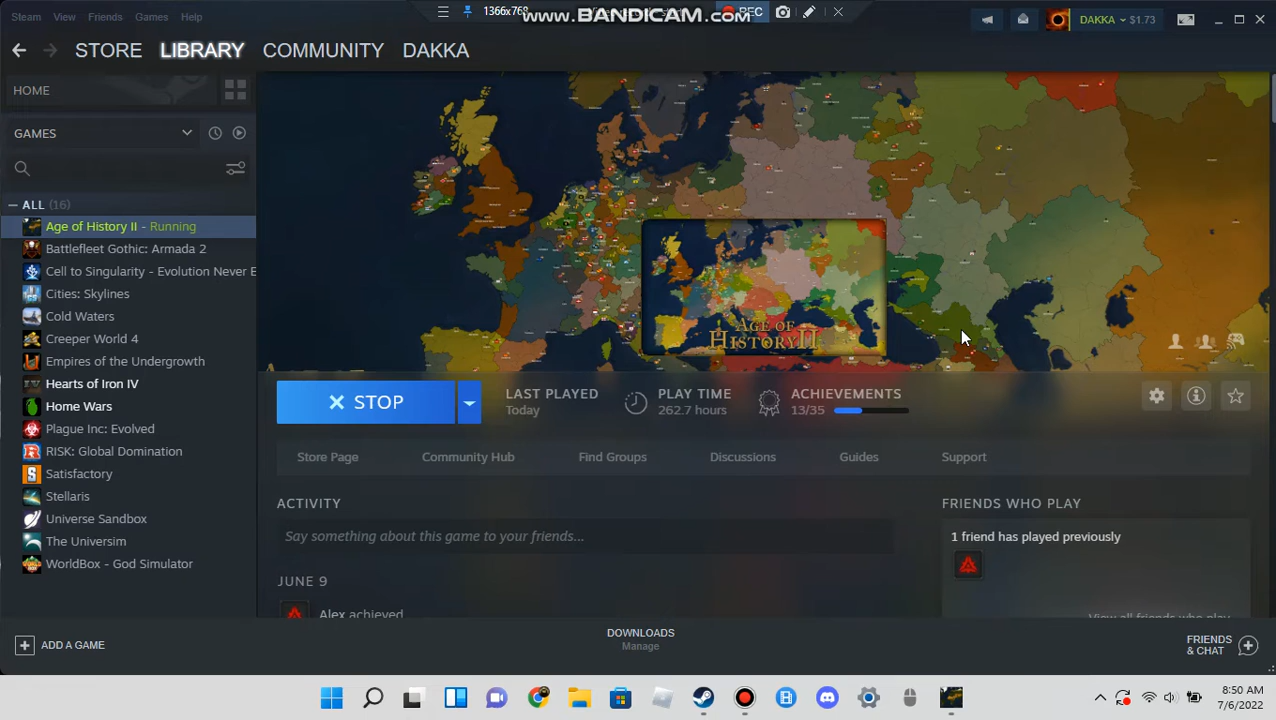 Steam View Friends Games Help
1366x768
www.BANDICAM.com
REC
DAKKA $1.73
STORE LIBRARY COMMUNITY DAKKA
HOME
GAMES
ALL (16)
Age of History II - Running
Battlefleet Gothic: Armada 2
Cell to Singularity - Evolution Never E
Cities: Skylines
Cold Waters
Creeper World 4
Empires of the Undergrowth
Hearts of Iron IV
Home Wars
Plague Inc: Evolved
RISK: Global Domination
Satisfactory
Stellaris
Universe Sandbox
The Universim
WorldBox - God Simulator
AGE OF
HISTORY II
STOP
LAST PLAYED
Today
PLAY TIME
262.7 hours
ACHIEVEMENTS
13/35
Store Page Community Hub Find Groups Discussions Guides Support
ACTIVITY
Say something about this game to your friends...
JUNE 9
Alex achieved
FRIENDS WHO PLAY
1 friend has played previously
View all friends who play
ADD A GAME
DOWNLOADS
Manage
FRIENDS
& CHAT
8:50 AM
7/6/2022